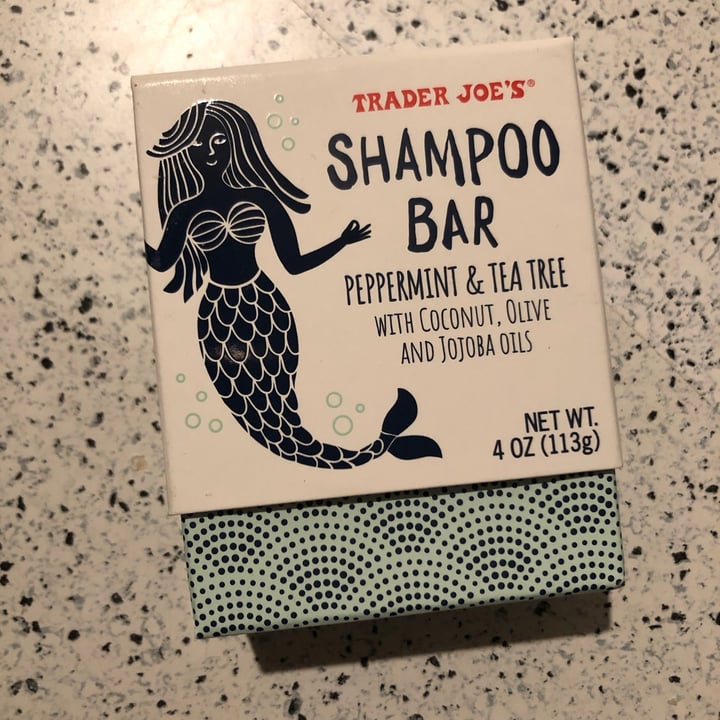 TRADER JOE'S®
SHAMPOO
BAR
PEPPERMINT & TEA TREE
WITH COCONUT, OLIVE
AND JOJOBA OILS
NET WT.
4 OZ (113g)